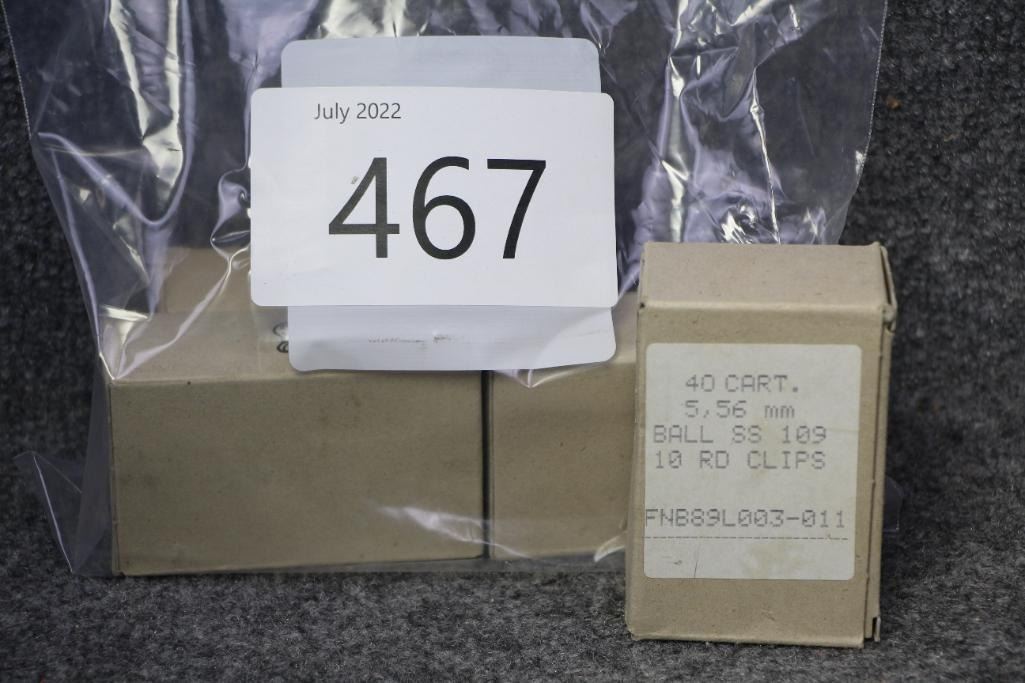 July 2022
467
40 CART.
5,56 mm
BALL SS 109
10 RD CLIPS
FNB89L003-011